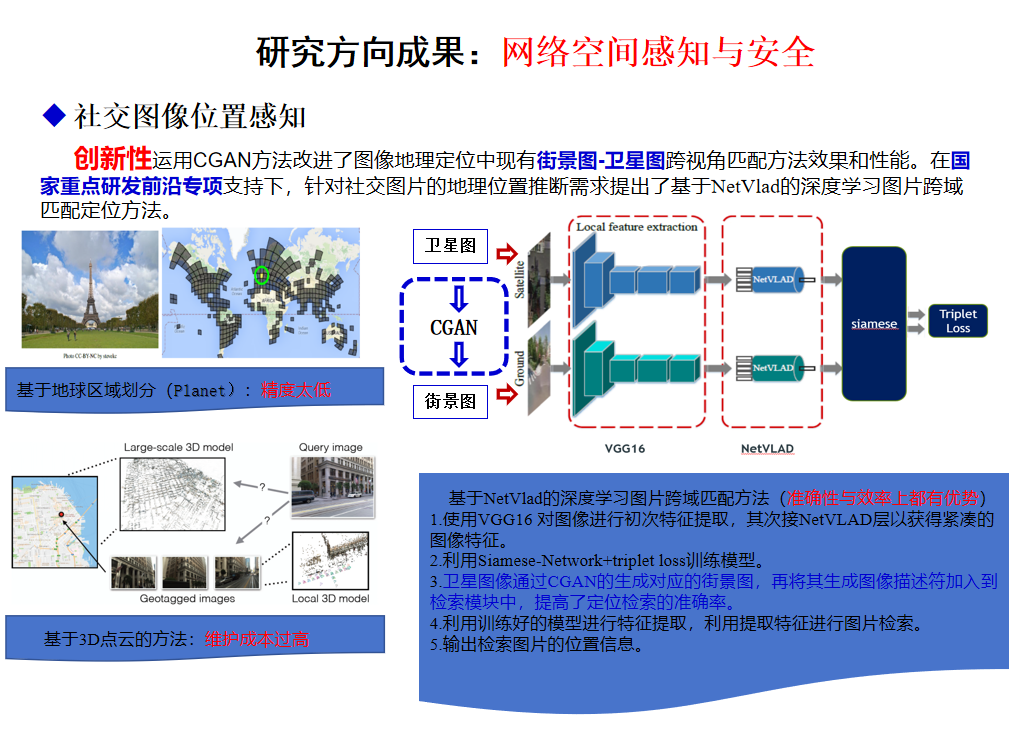 研究方向成果：网络空间感知与安全
社交图像位置感知
创新性运用CGAN方法改进了图像地理定位中现有街景图-卫星图跨视角匹配方法效果和性能。在国
家重点研发前沿专项支持下，针对社交图片的地理位置推断需求提出了基于NetVlad的深度学习图片跨域
匹配定位方法。
Photo CC-BY-NC by stevekc
基于地球区域划分（Planet）：精度太低
卫星图
CGAN
街景图
Satellite
Ground
Local feature extraction
NetVLAD
NetVLAD
siamese
Triplet
Loss
VGG16
NetVLAD
Large-scale 3D model
Query image
?
?
Geotagged images
Local 3D model
基于3D点云的方法：维护成本过高
基于NetVlad的深度学习图片跨域匹配方法（准确性与效率上都有优势）
1.使用VGG16 对图像进行初次特征提取，其次接NetVLAD层以获得紧凑的
图像特征。
2.利用Siamese-Network+triplet loss训练模型。
3.卫星图像通过CGAN的生成对应的街景图，再将其生成图像描述符加入到
检索模块中，提高了定位检索的准确率。
4.利用训练好的模型进行特征提取，利用提取特征进行图片检索。
5.输出检索图片的位置信息。